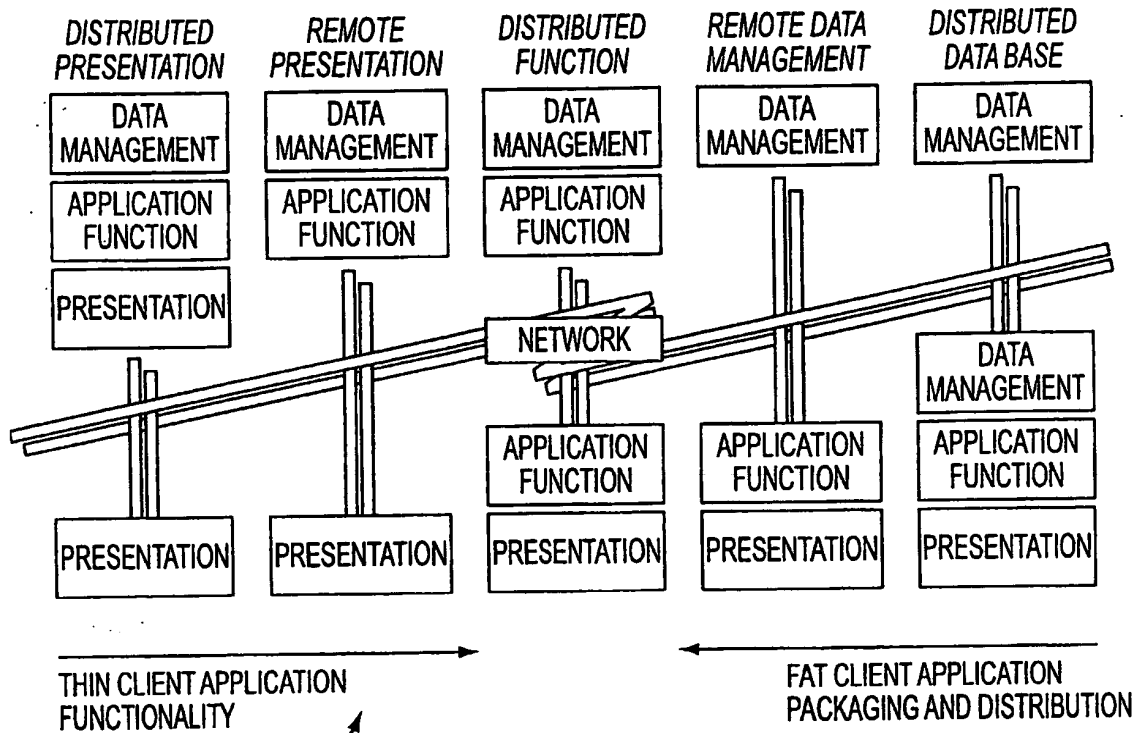 DISTRIBUTED
PRESENTATION
DATA
MANAGEMENT
APPLICATION
FUNCTION
PRESENTATION
PRESENTATION
REMOTE
PRESENTATION
DATA
MANAGEMENT
APPLICATION
FUNCTION
PRESENTATION
DISTRIBUTED
FUNCTION
DATA
MANAGEMENT
APPLICATION
FUNCTION
NETWORK
APPLICATION
FUNCTION
PRESENTATION
REMOTE DATA
MANAGEMENT
DATA
MANAGEMENT
APPLICATION
FUNCTION
PRESENTATION
DISTRIBUTED
DATA BASE
DATA
MANAGEMENT
DATA
MANAGEMENT
APPLICATION
FUNCTION
PRESENTATION
THIN CLIENT APPLICATION
FUNCTIONALITY
FAT CLIENT APPLICATION
PACKAGING AND DISTRIBUTION